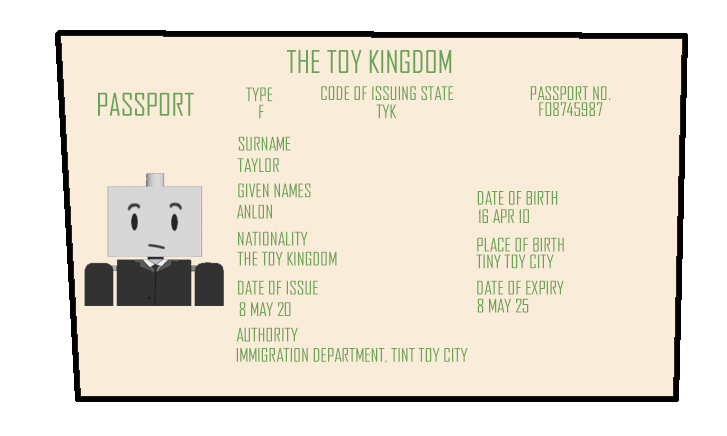 THE TOY KINGDOM
PASSPORT
TYPE
F
CODE OF ISSUING STATE
TYK
PASSPORT NO.
F08745987
SURNAME
TAYLOR
GIVEN NAMES
ANLON
DATE OF BIRTH
16 APR 10
NATIONALITY
THE TOY KINGDOM
PLACE OF BIRTH
TINY TOY CITY
DATE OF ISSUE
8 MAY 20
DATE OF EXPIRY
8 MAY 25
AUTHORITY
IMMIGRATION DEPARTMENT, TINT TOY CITY